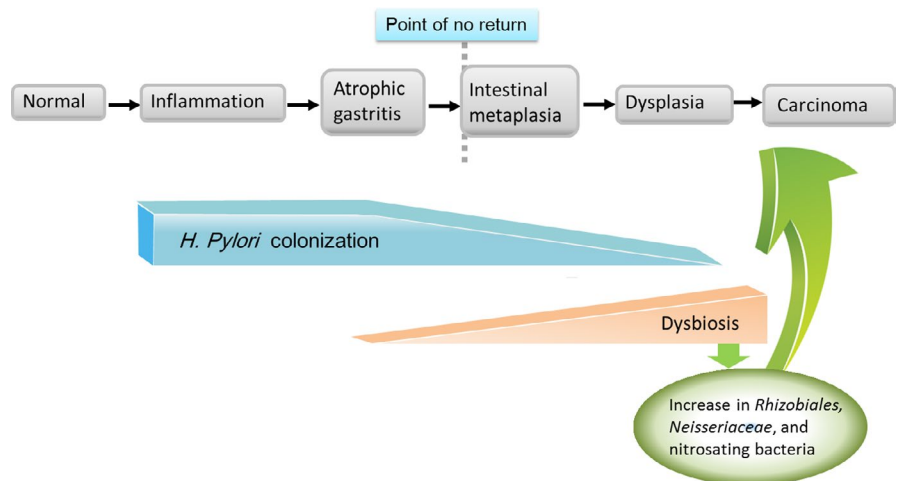 Point of no return
Normal
Inflammation
Atrophic
gastritis
Intestinal
metaplasia
Dysplasia
Carcinoma
H. Pylori colonization
Dysbiosis
Increase in Rhizobiales,
Neisseriaceae, and
nitrosating bacteria